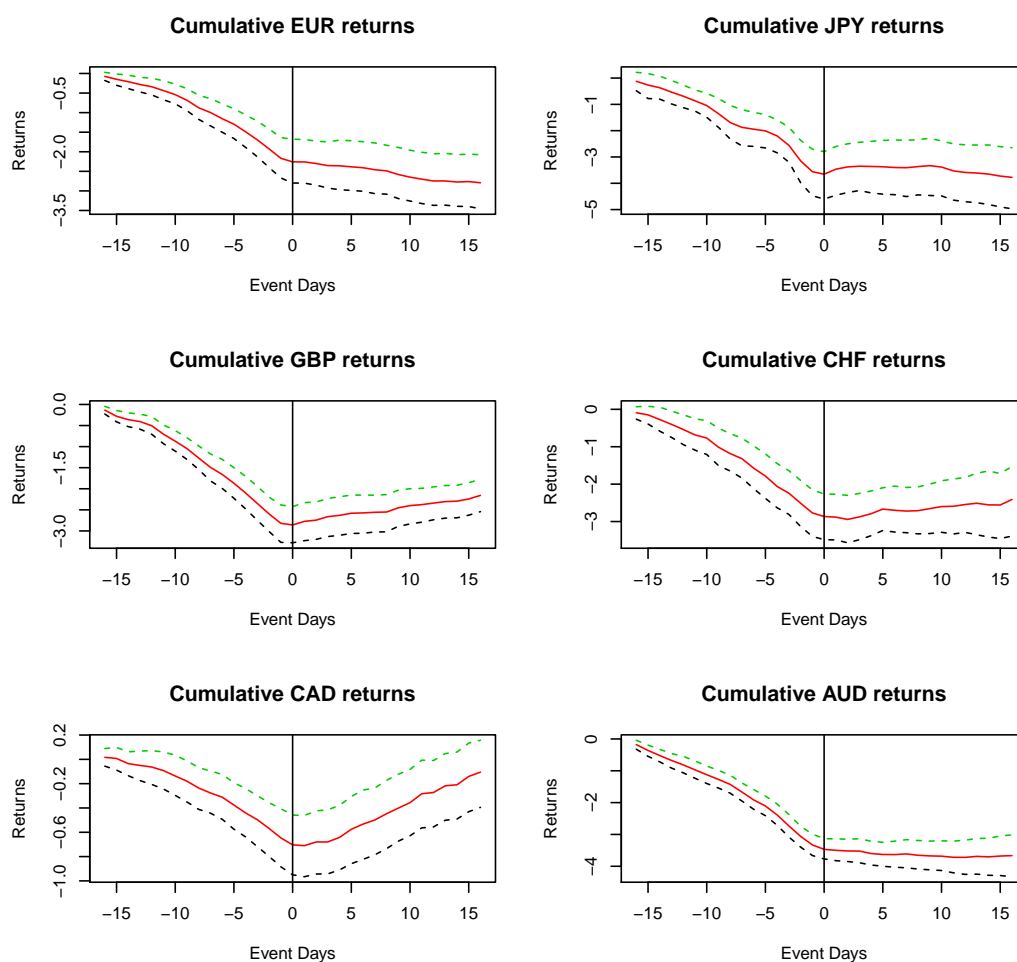 Cumulative EUR returns
Returns
−0.5
−2.0
−3.5
−15 −10 −5 0 5 10 15
Event Days
Cumulative JPY returns
Returns
−1
−3
−5
−15 −10 −5 0 5 10 15
Event Days
Cumulative GBP returns
Returns
0.0
−1.5
−3.0
−15 −10 −5 0 5 10 15
Event Days
Cumulative CHF returns
Returns
0
−1
−2
−3
−15 −10 −5 0 5 10 15
Event Days
Cumulative CAD returns
Returns
0.2
−0.2
−0.6
−1.0
−15 −10 −5 0 5 10 15
Event Days
Cumulative AUD returns
Returns
0
−2
−4
−15 −10 −5 0 5 10 15
Event Days